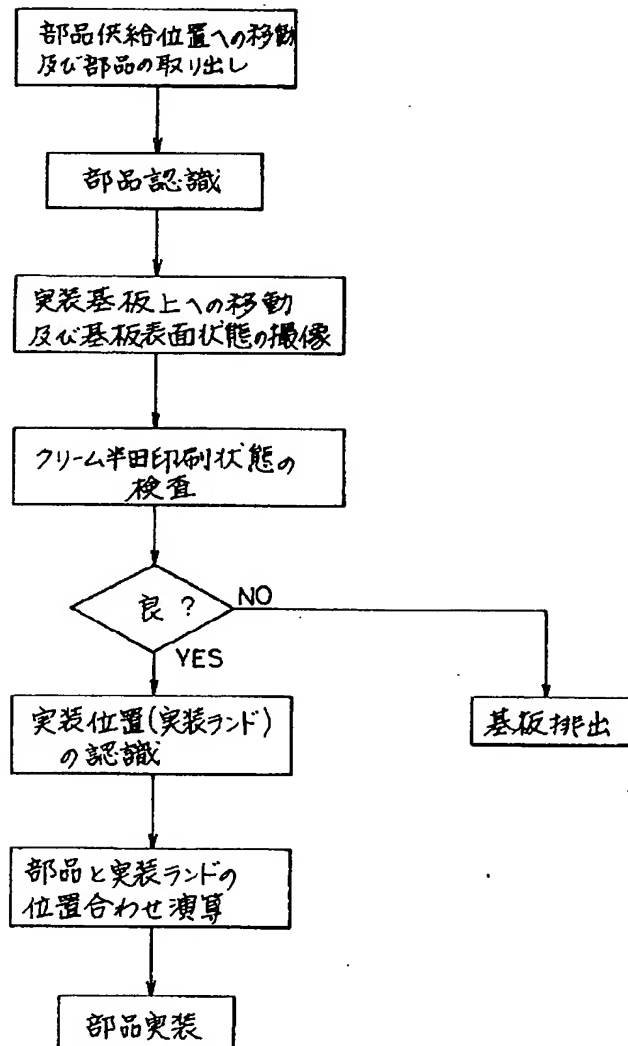 部品供給位置への移動
及び部品の取り出し
部品認識
実装基板上への移動
及び基板表面状態の撮像
クリーム半田印刷状態の
検査
良？
NO
YES
実装位置(実装ランド)
の認識
基板排出
部品と実装ランドの
位置合わせ演算
部品実装